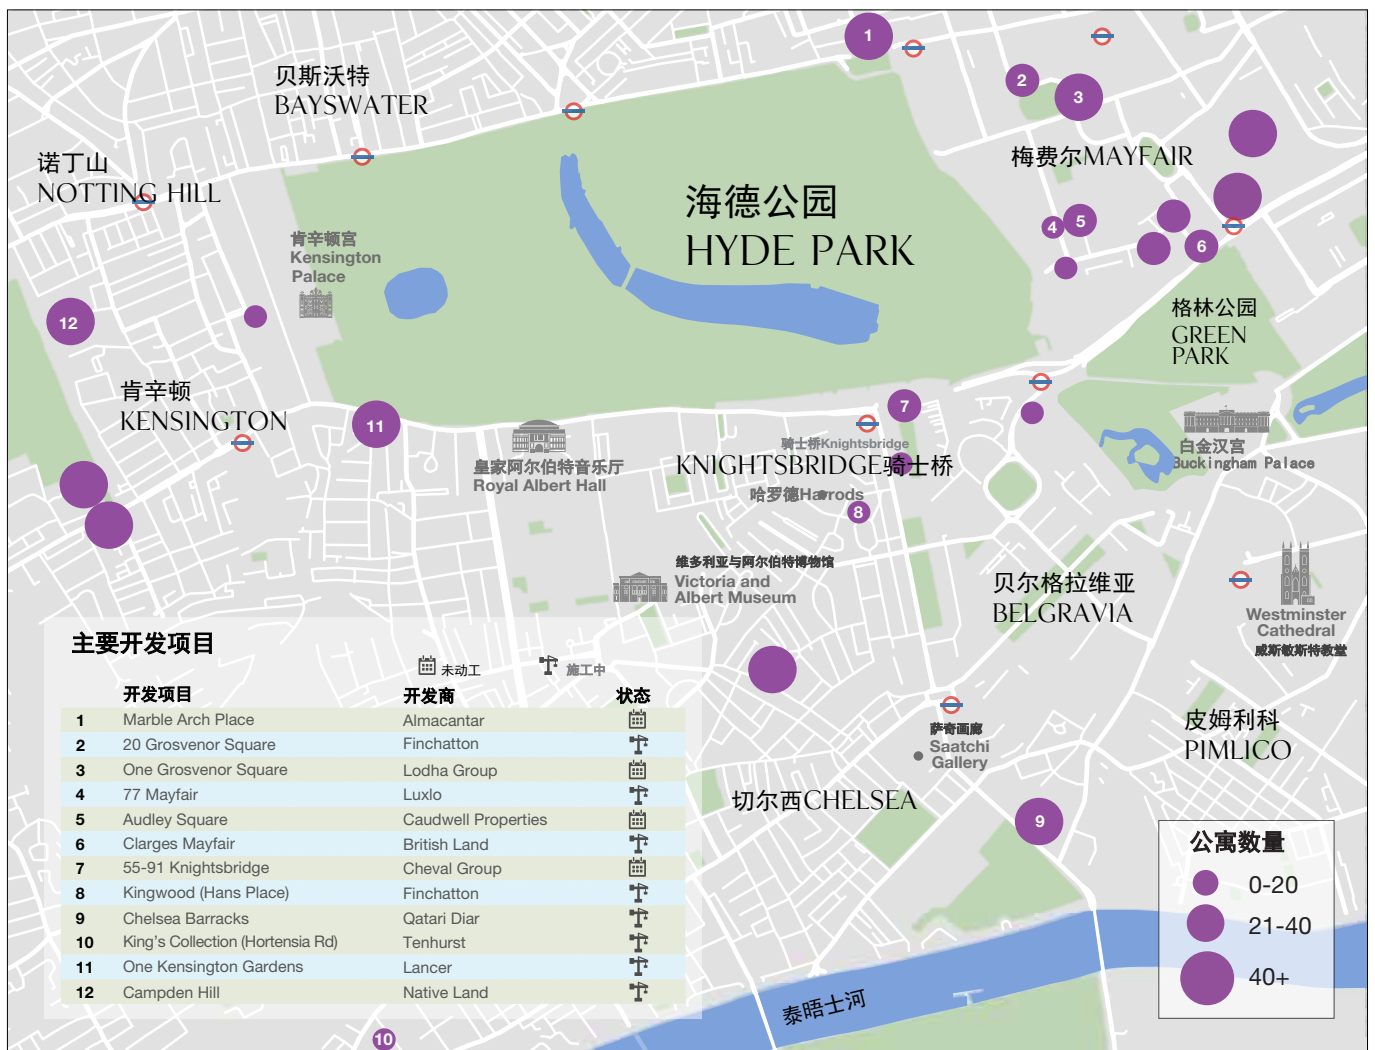 1
2
3
贝斯沃特
BAYSWATER
诺丁山
NOTTING HILL
梅费尔MAYFAIR
海德公园
HYDE PARK
4
5
6
肯辛顿宫
Kensington
Palace
格林公园
GREEN
PARK
12
肯辛顿
KENSINGTON
11
7
皇家阿尔伯特音乐厅
Royal Albert Hall
骑士桥Knightsbridge
KNIGHTSBRIDGE骑士桥
哈罗德Harrods
8
白金汉宫
Buckingham Palace
维多利亚与阿尔伯特博物馆
Victoria and
Albert Museum
贝尔格拉维亚
BELGRAVIA
Westminster
Cathedral
威斯敏斯特教堂
主要开发项目
未动工 施工中
开发项目 开发商 状态
1 Marble Arch Place Almacantar
2 20 Grosvenor Square Finchatton
3 One Grosvenor Square Lodha Group
4 77 Mayfair Luxlo
5 Audley Square Caudwell Properties
6 Clarges Mayfair British Land
7 55-91 Knightsbridge Cheval Group
8 Kingwood (Hans Place) Finchatton
9 Chelsea Barracks Qatari Diar
10 King's Collection (Hortensia Rd) Tenhurst
11 One Kensington Gardens Lancer
12 Campden Hill Native Land
萨奇画廊
Saatchi
Gallery
皮姆利科
PIMLICO
切尔西CHELSEA
9
公寓数量
0-20
21-40
40+
泰晤士河
10